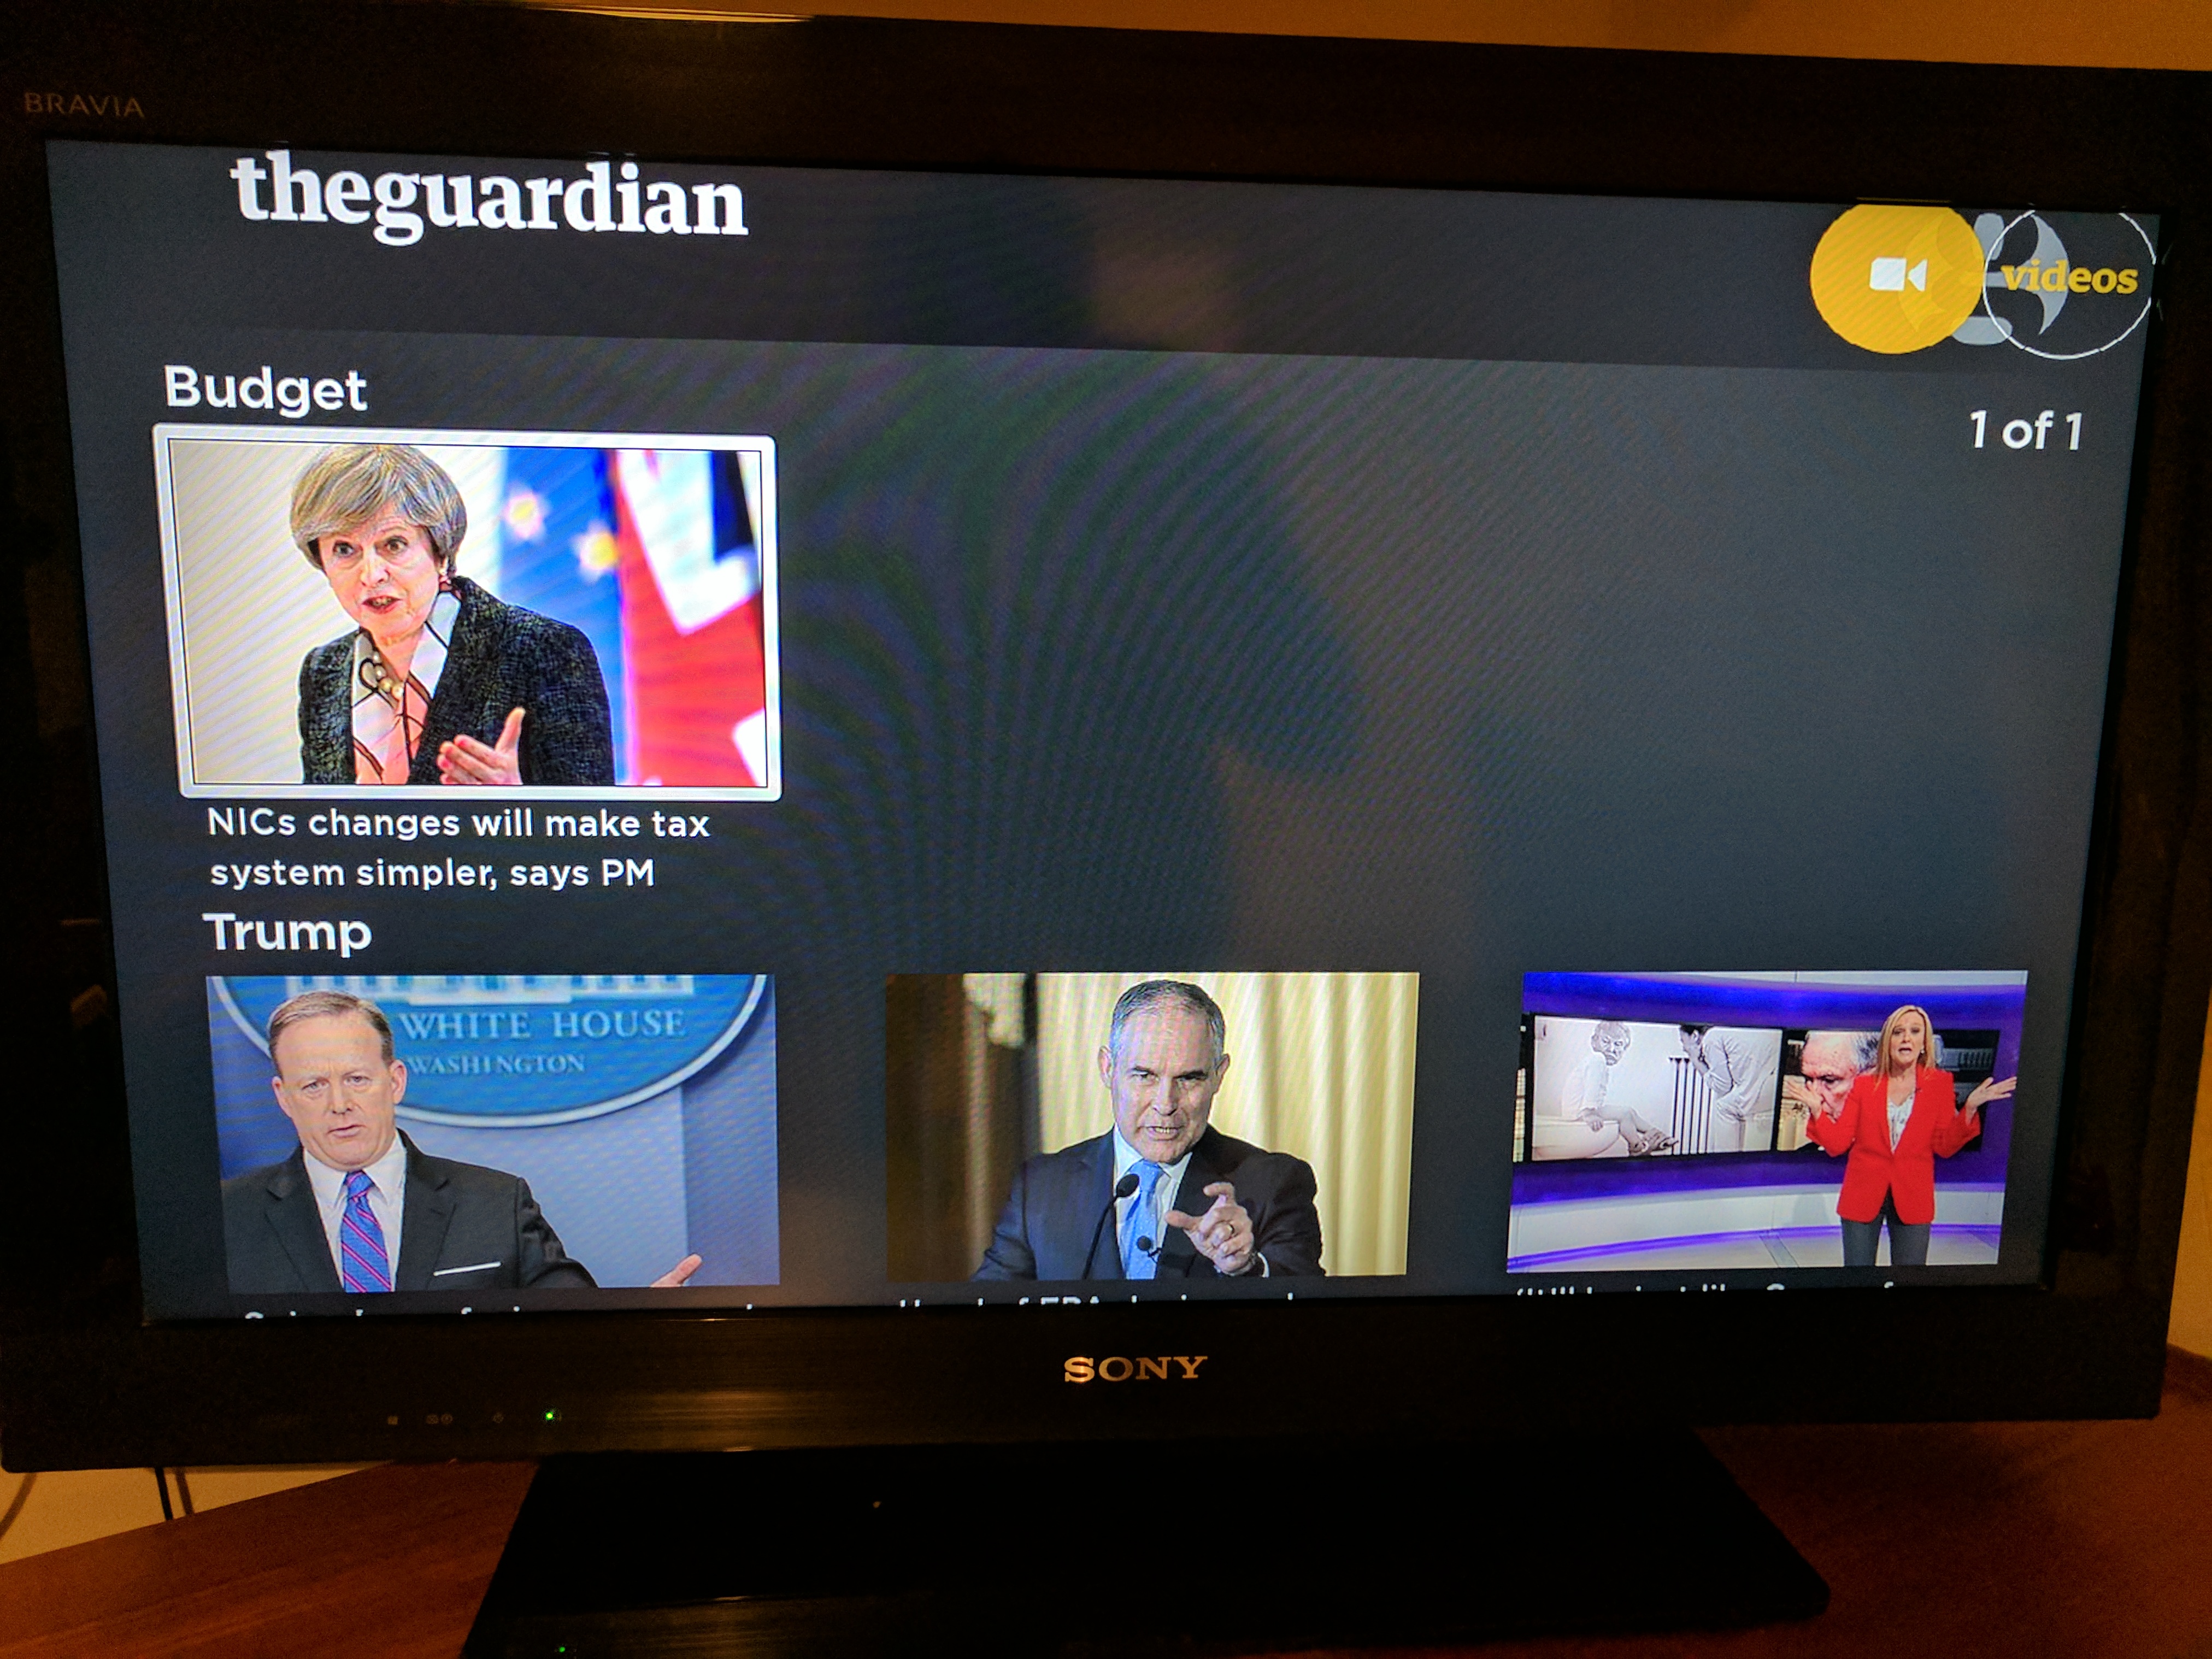 BRAVIA
theguardian
videos
Budget
1 of 1
NICs changes will make tax
system simpler, says PM
Trump
WHITE HOUSE
WASHINGTON
SONY